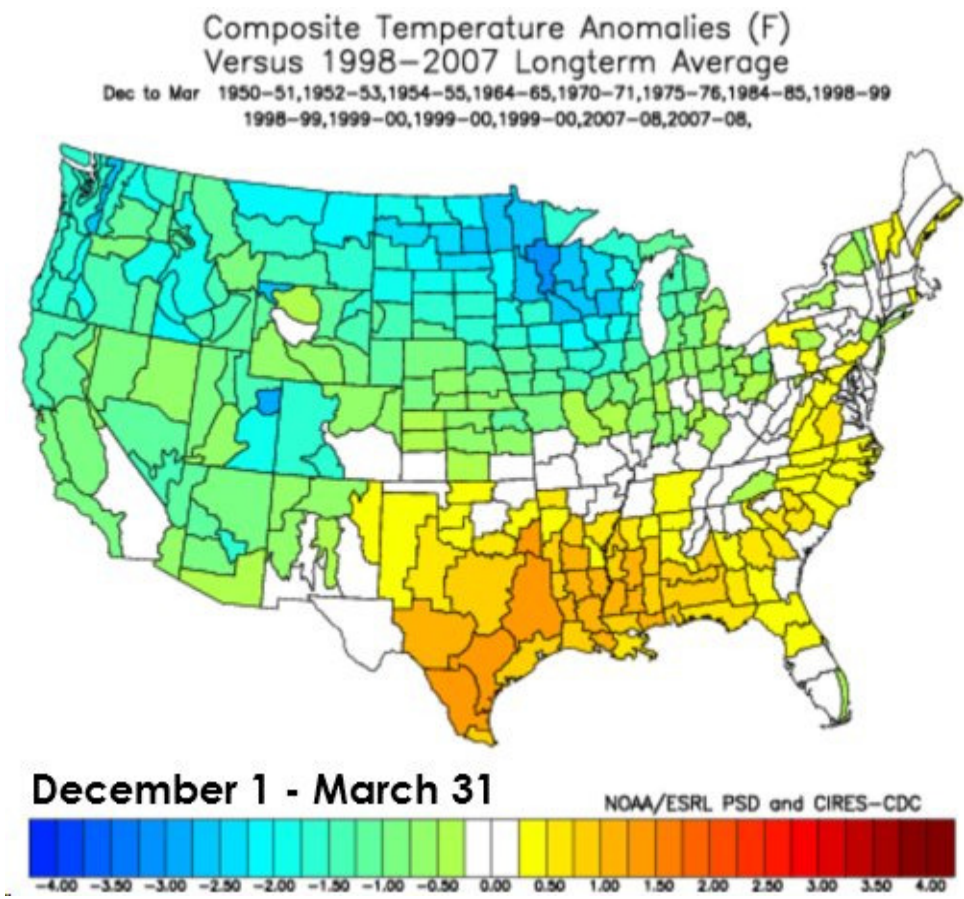 Composite Temperature Anomalies (F)
Versus 1998-2007 Longterm Average
Dec to Mar 1950-51,1952-53,1954-55,1964-65,1970-71,1975-76,1984-85,1998-99
1998-99,1999-00,1999-00,1999-00,2007-08,2007-08,
December 1 - March 31
NOAA/ESRL PSD and CIRES-CDC
-4.00 -3.50 -3.00 -2.50 -2.00 -1.50 -1.00 -0.50 0.00 0.50 1.00 1.50 2.00 2.50 3.00 3.50 4.00